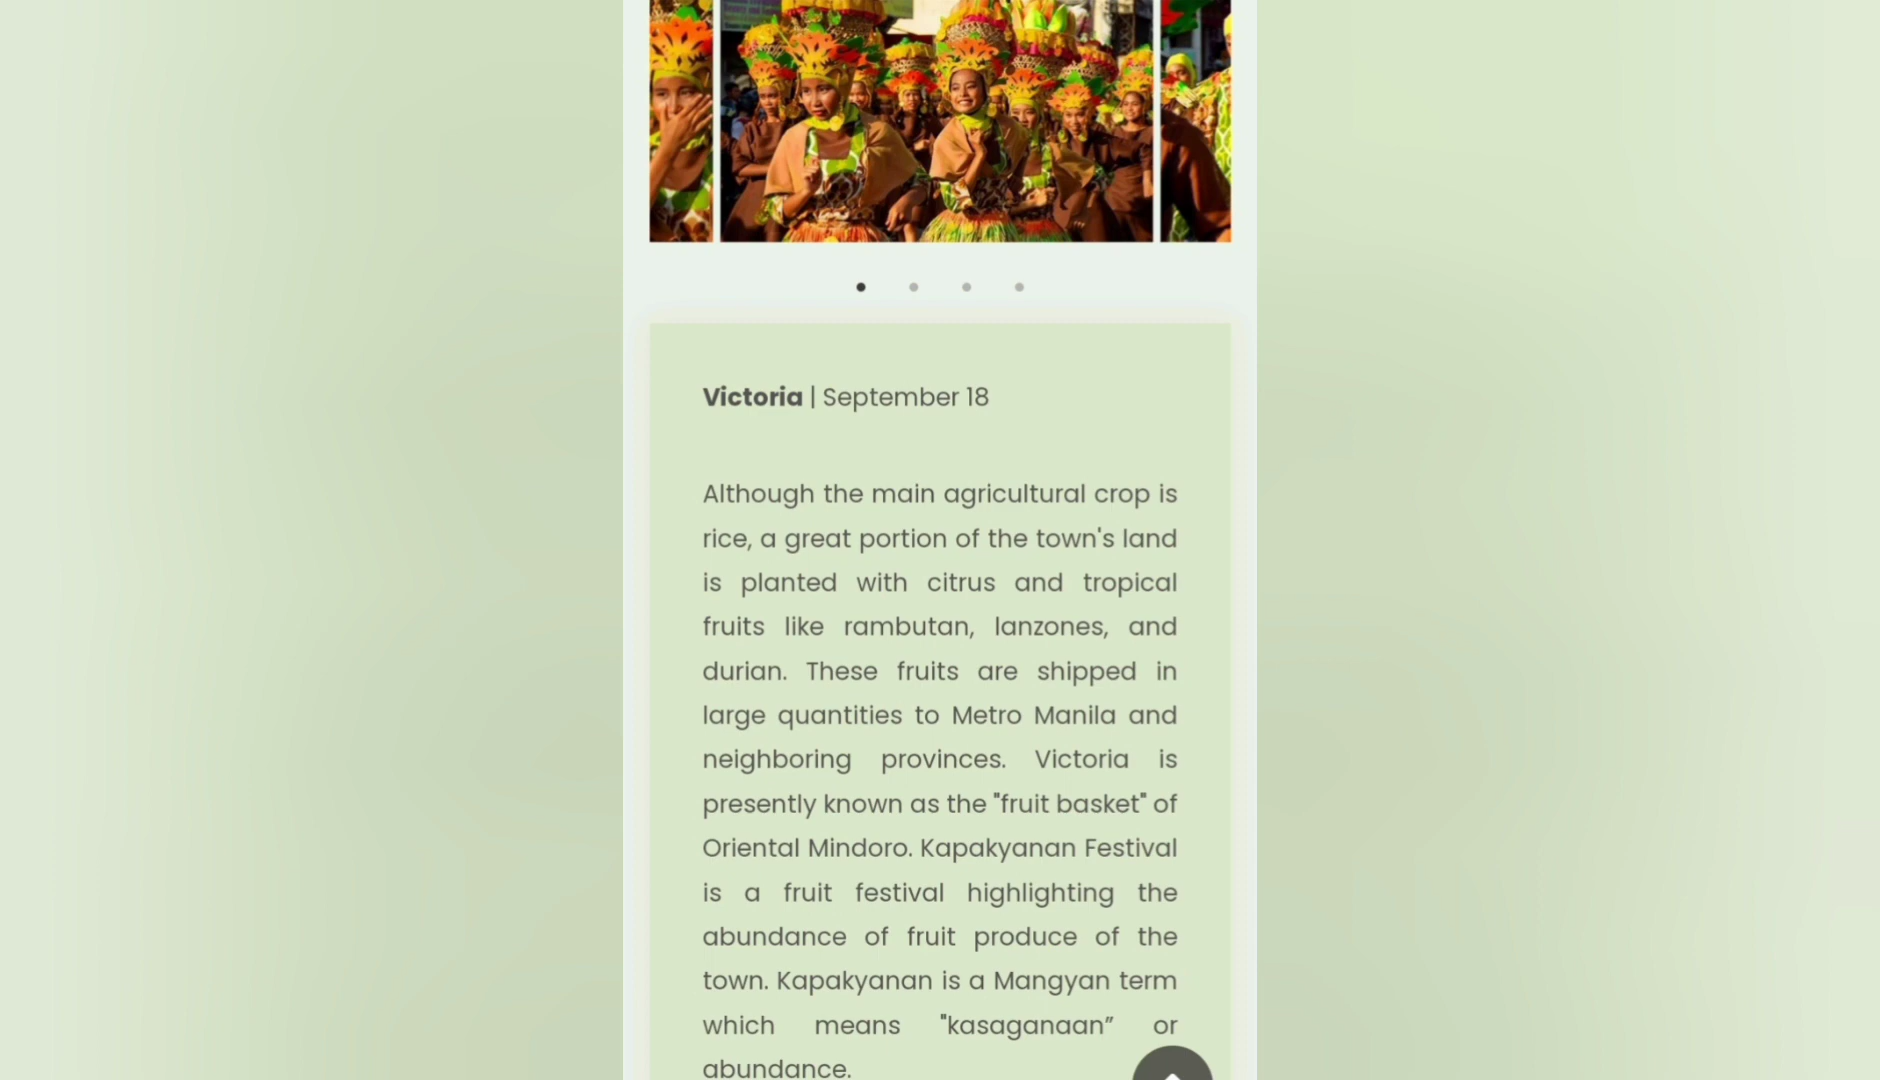 Victoria | September 18
Although the main agricultural crop is
rice, a great portion of the town's land
is planted with citrus and tropical
fruits like rambutan, lanzones, and
durian. These fruits are shipped in
large quantities to Metro Manila and
neighboring provinces. Victoria is
presently known as the "fruit basket" of
Oriental Mindoro. Kapakyanan Festival
is a fruit festival highlighting the
abundance of fruit produce of the
town. Kapakyanan is a Mangyan term
which means "kasaganaan” or
abundance.